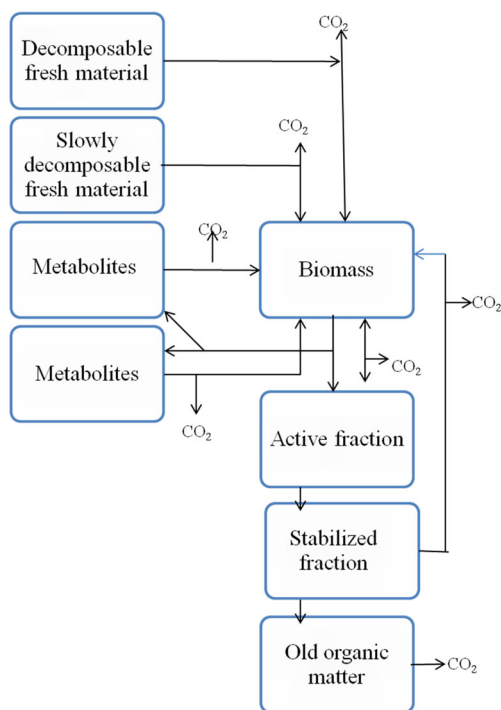 Decomposable
fresh material
CO2
Slowly
decomposable
fresh material
CO2
Metabolites
CO2
Biomass
CO2
Metabolites
CO2
CO2
Active fraction
Stabilized
fraction
Old organic
matter
CO2